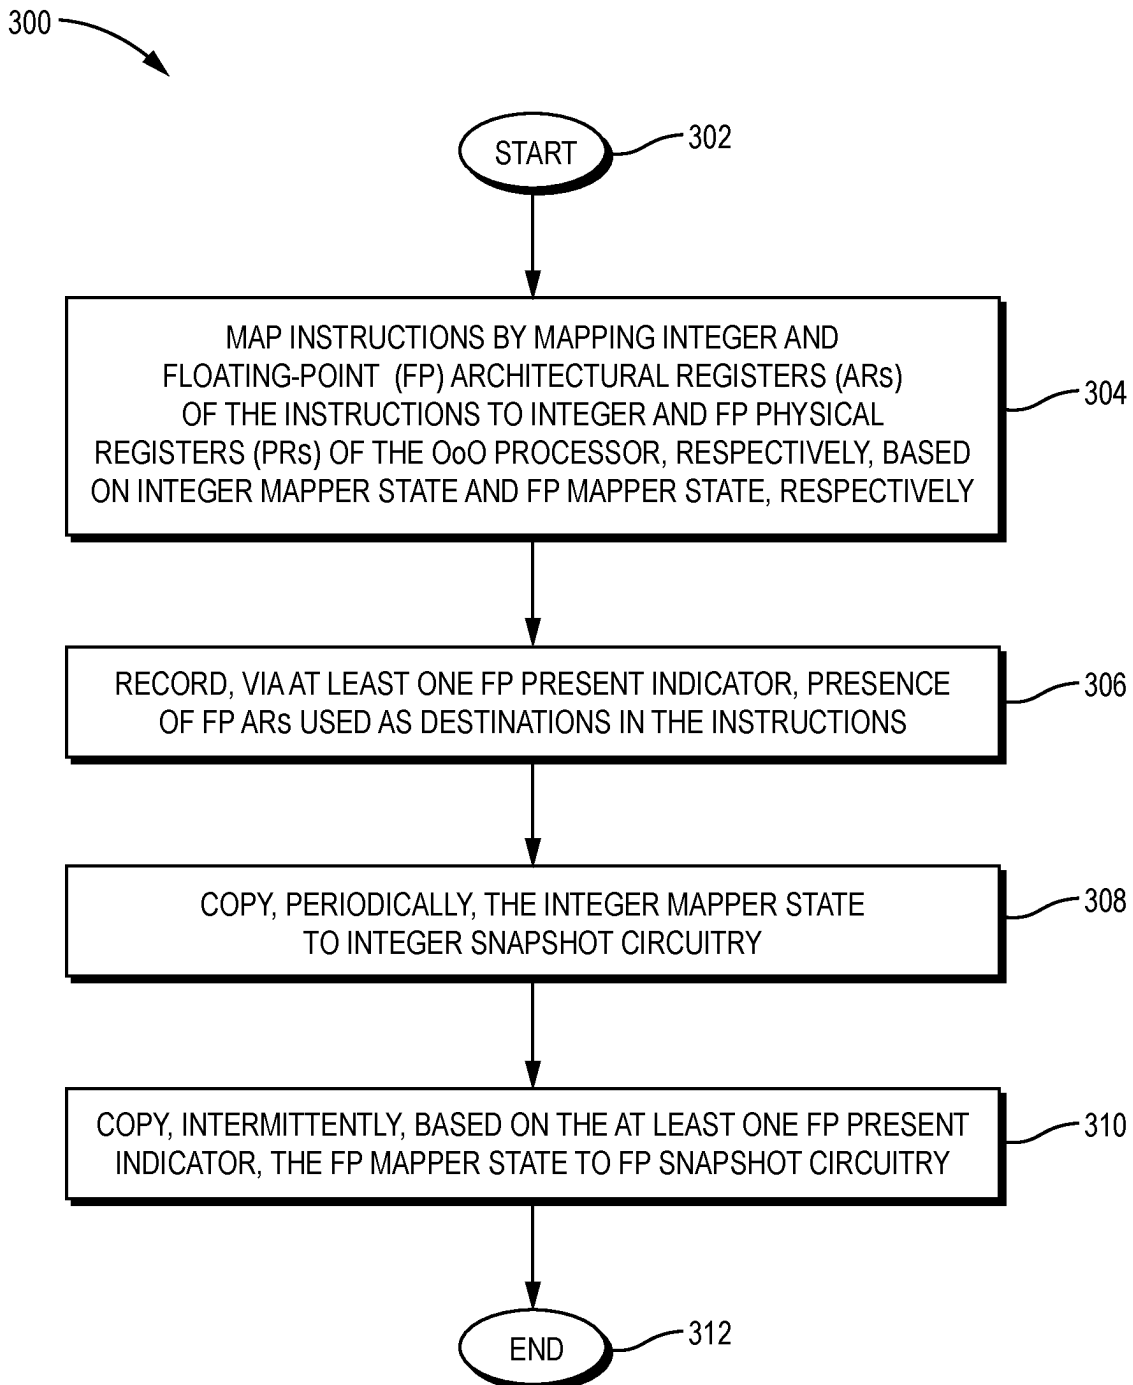 300
START
302
MAP INSTRUCTIONS BY MAPPING INTEGER AND
FLOATING-POINT (FP) ARCHITECTURAL REGISTERS (ARs)
OF THE INSTRUCTIONS TO INTEGER AND FP PHYSICAL
REGISTERS (PRs) OF THE OoO PROCESSOR, RESPECTIVELY, BASED
ON INTEGER MAPPER STATE AND FP MAPPER STATE, RESPECTIVELY
304
RECORD, VIA AT LEAST ONE FP PRESENT INDICATOR, PRESENCE
OF FP ARs USED AS DESTINATIONS IN THE INSTRUCTIONS
306
COPY, PERIODICALLY, THE INTEGER MAPPER STATE
TO INTEGER SNAPSHOT CIRCUITRY
308
COPY, INTERMITTENTLY, BASED ON THE AT LEAST ONE FP PRESENT
INDICATOR, THE FP MAPPER STATE TO FP SNAPSHOT CIRCUITRY
310
END
312